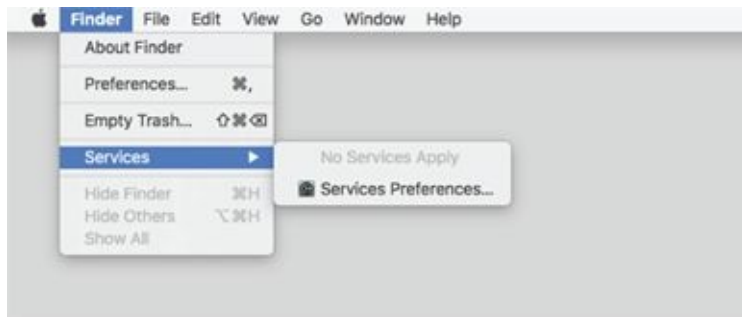 Finder File Edit View Go Window Help
About Finder
Preferences... ⌘,
Empty Trash... ⇧⌘⌫
Services ▶
No Services Apply
Services Preferences...
Hide Finder ⌘H
Hide Others ⌥⌘H
Show All